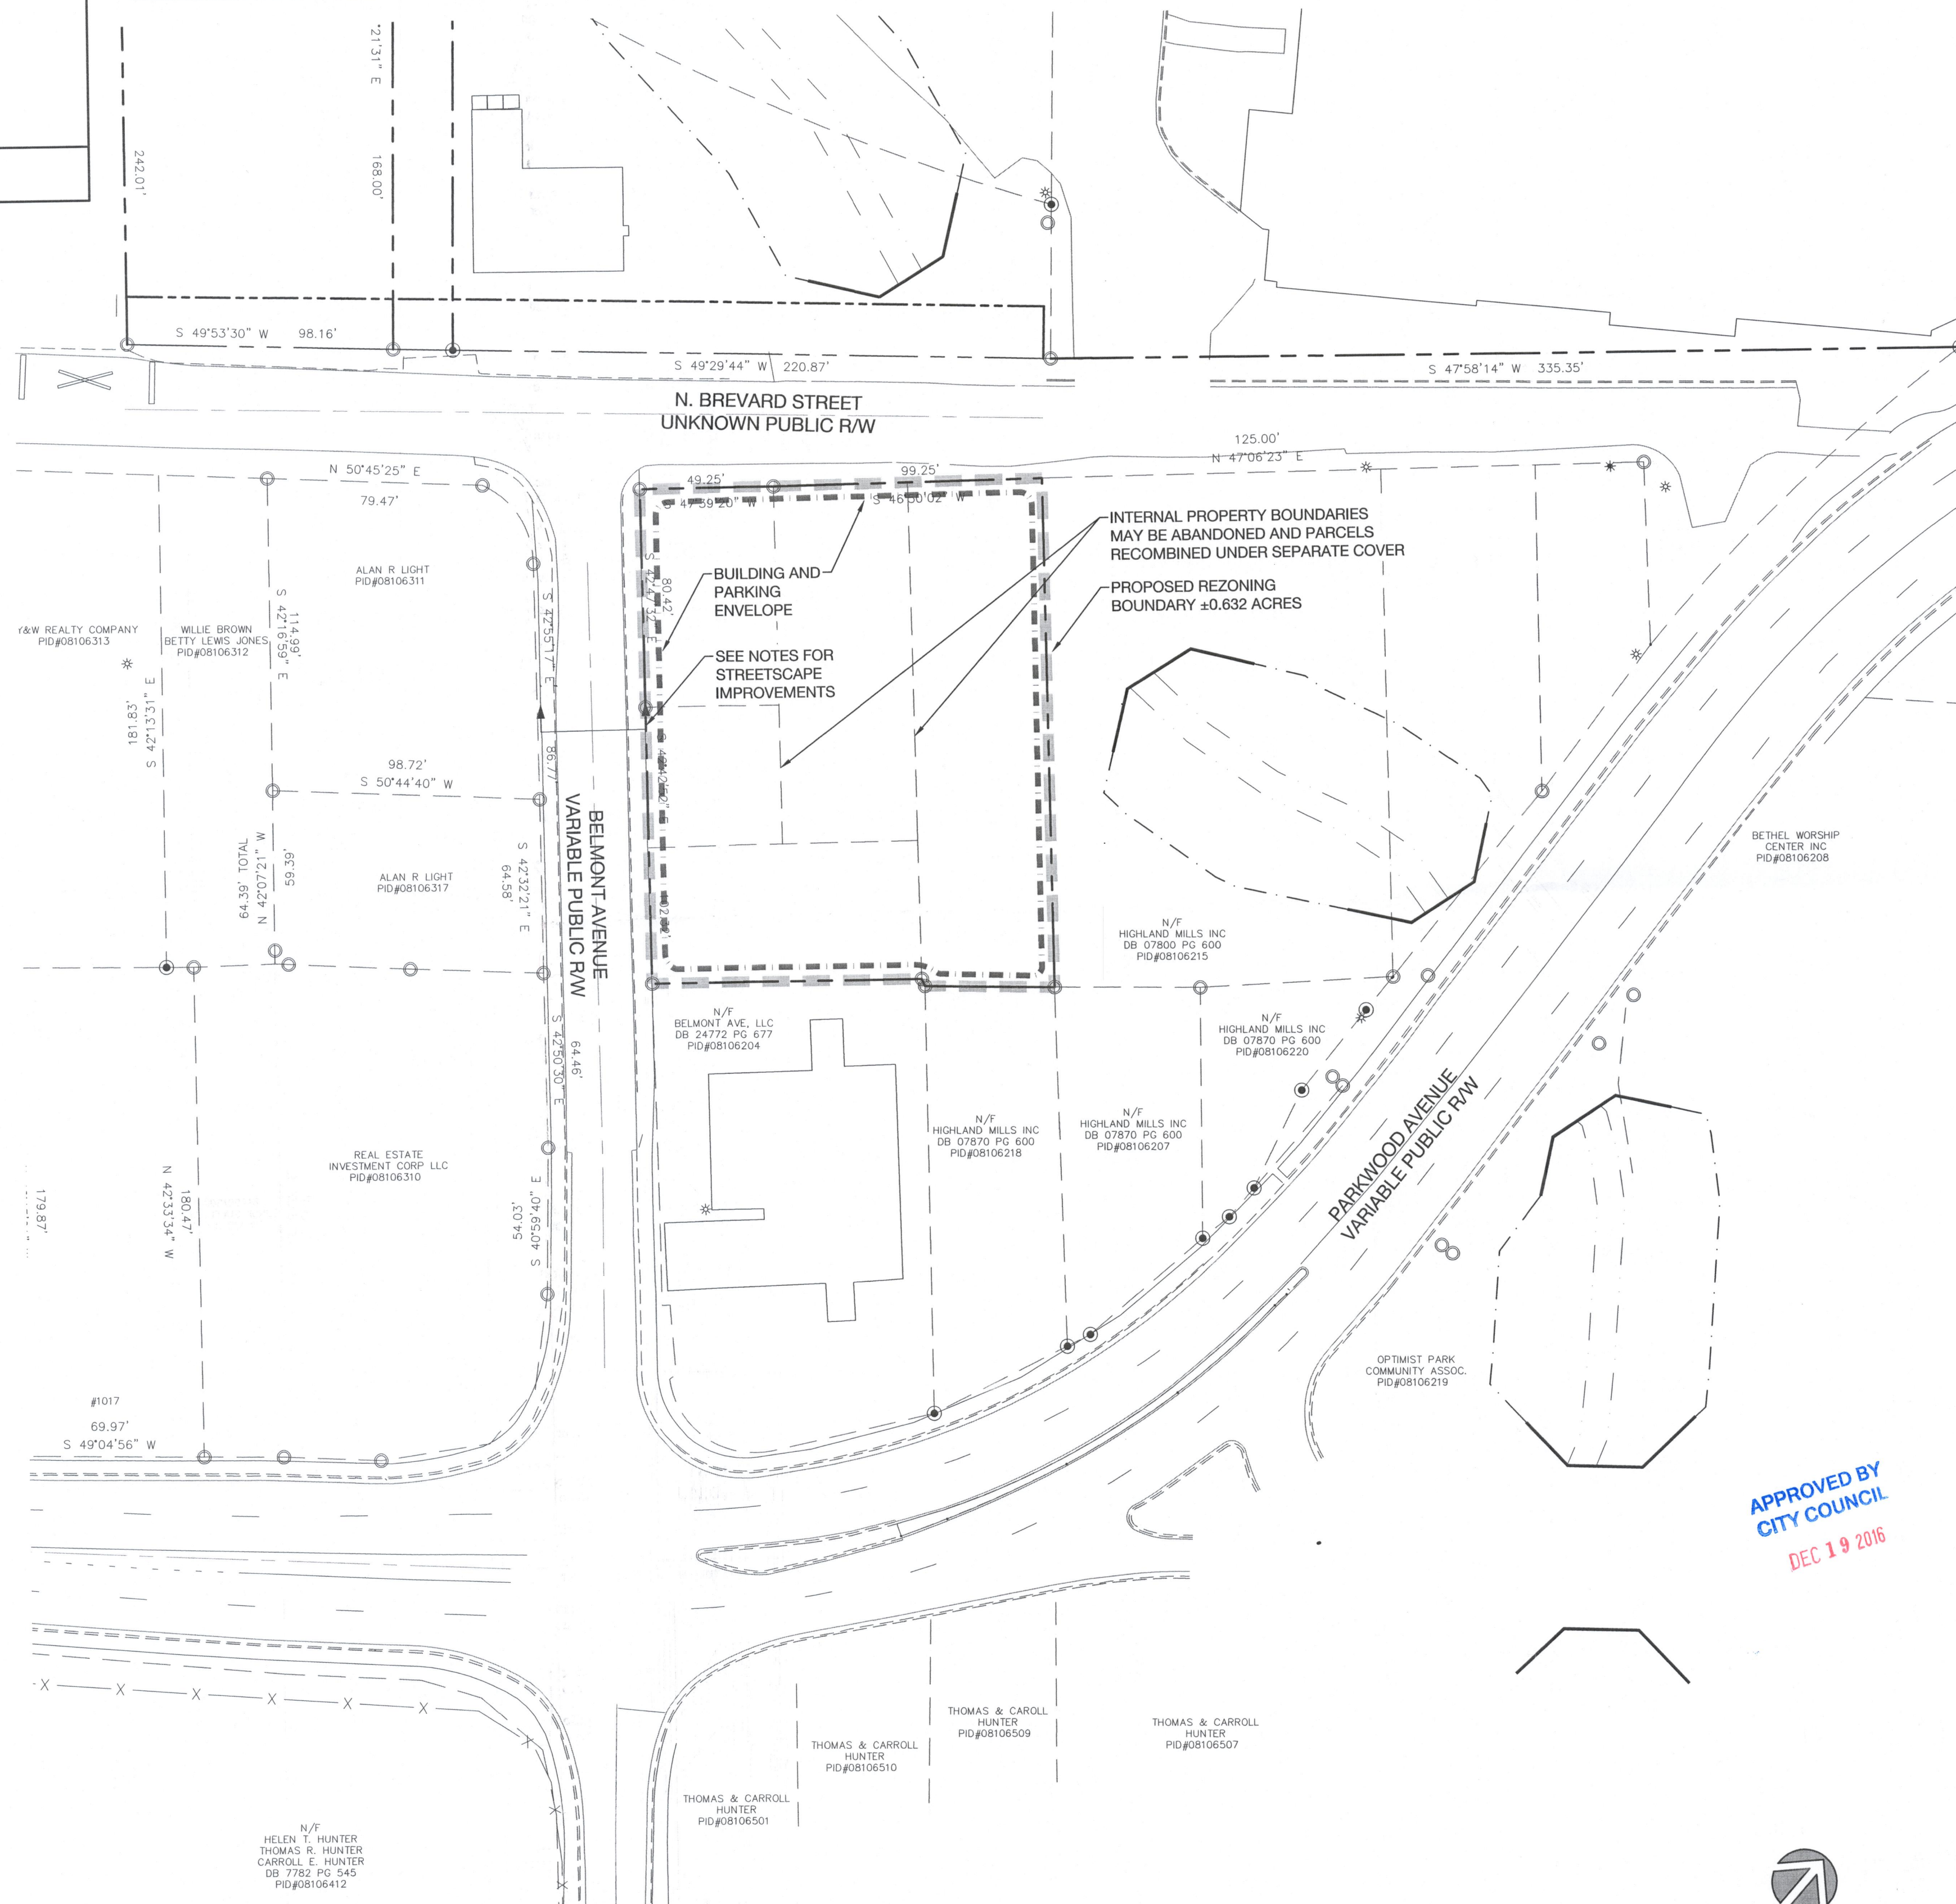 °21'31" E
168.00'
242.01'
S 49°53'30" W 98.16'
S 49°29'44" W 220.87'
S 47°58'14" W 335.35'
N. BREVARD STREET
UNKNOWN PUBLIC R/W
125.00'
N 47°06'23" E
N 50°45'25" E
79.47'
49.25'
S 47°59'20" W
99.25'
S 46°50'02" W
INTERNAL PROPERTY BOUNDARIES
MAY BE ABANDONED AND PARCELS
RECOMBINED UNDER SEPARATE COVER
PROPOSED REZONING
BOUNDARY ±0.632 ACRES
BUILDING AND
PARKING
ENVELOPE
SEE NOTES FOR
STREETSCAPE
IMPROVEMENTS
80.42'
S 42°47'32" E
ALAN R LIGHT
PID#08106311
Y&W REALTY COMPANY
PID#08106313
WILLIE BROWN
BETTY LEWIS JONES
PID#08106312
114.99'
S 42°16'59" E
S 42°55'17" E
86.77'
S 42°13'31" E
181.83'
98.72'
S 50°44'40" W
59.39'
N 42°07'21" W
64.39' TOTAL
ALAN R LIGHT
PID#08106317
S 42°32'21" E
64.58'
BELMONT AVENUE
VARIABLE PUBLIC R/W
BETHEL WORSHIP
CENTER INC
PID#08106208
N/F
HIGHLAND MILLS INC
DB 07800 PG 600
PID#08106215
N/F
BELMONT AVE, LLC
DB 24772 PG 677
PID#08106204
N/F
HIGHLAND MILLS INC
DB 07870 PG 600
PID#08106220
64.46'
S 42°50'30" E
N/F
HIGHLAND MILLS INC
DB 07870 PG 600
PID#08106218
N/F
HIGHLAND MILLS INC
DB 07870 PG 600
PID#08106207
PARKWOOD AVENUE
VARIABLE PUBLIC R/W
REAL ESTATE
INVESTMENT CORP LLC
PID#08106310
179.87'
180.47'
N 42°33'34" W
S 40°59'40" E
54.03'
OPTIMIST PARK
COMMUNITY ASSOC.
PID#08106219
#1017
69.97'
S 49°04'56" W
APPROVED BY
CITY COUNCIL
DEC 19 2016
THOMAS & CAROLL
HUNTER
PID#08106509
THOMAS & CARROLL
HUNTER
PID#08106507
THOMAS & CARROLL
HUNTER
PID#08106510
THOMAS & CARROLL
HUNTER
PID#08106501
N/F
HELEN T. HUNTER
THOMAS R. HUNTER
CARROLL E. HUNTER
DB 7782 PG 545
PID#08106412